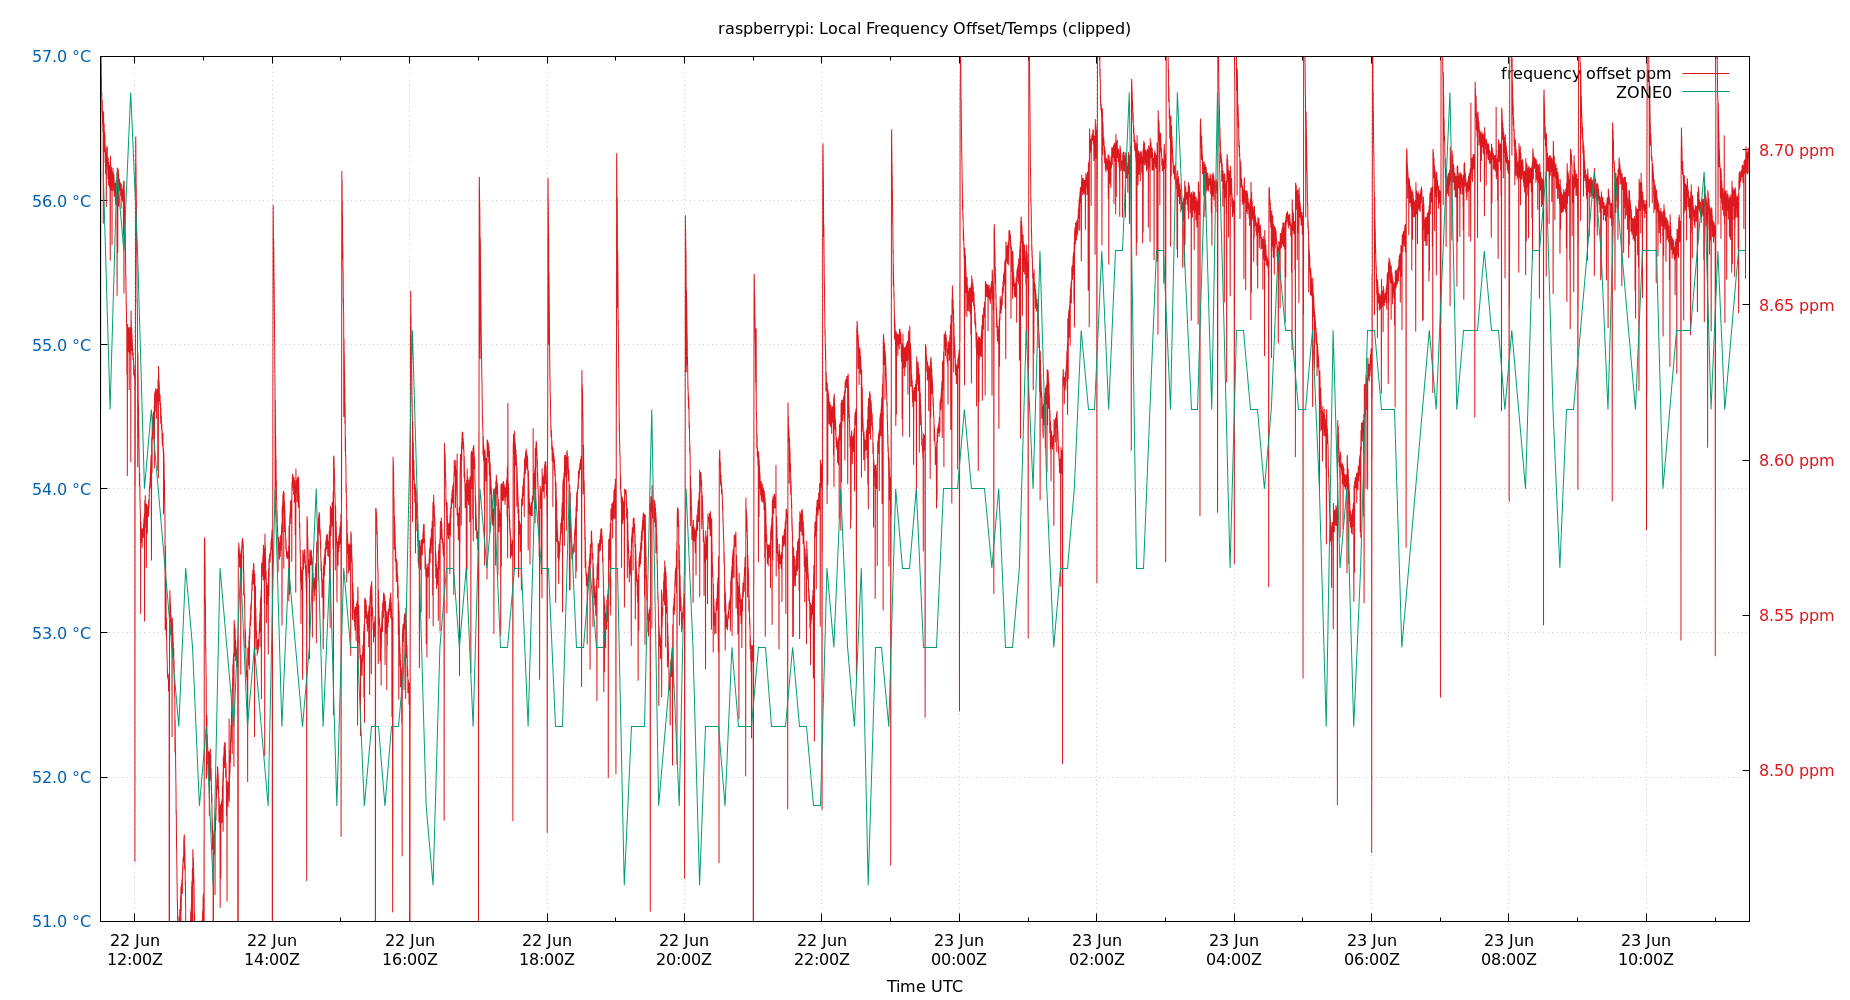 raspberrypi: Local Frequency Offset/Temps (clipped)
57.0 °C
56.0 °C
55.0 °C
54.0 °C
53.0 °C
52.0 °C
51.0 °C
frequency offset ppm
ZONE0
8.70 ppm
8.65 ppm
8.60 ppm
8.55 ppm
8.50 ppm
22 Jun 22 Jun 22 Jun 22 Jun 22 Jun 22 Jun 23 Jun 23 Jun 23 Jun 23 Jun 23 Jun 23 Jun
12:00Z 14:00Z 16:00Z 18:00Z 20:00Z 22:00Z 00:00Z 02:00Z 04:00Z 06:00Z 08:00Z 10:00Z
Time UTC